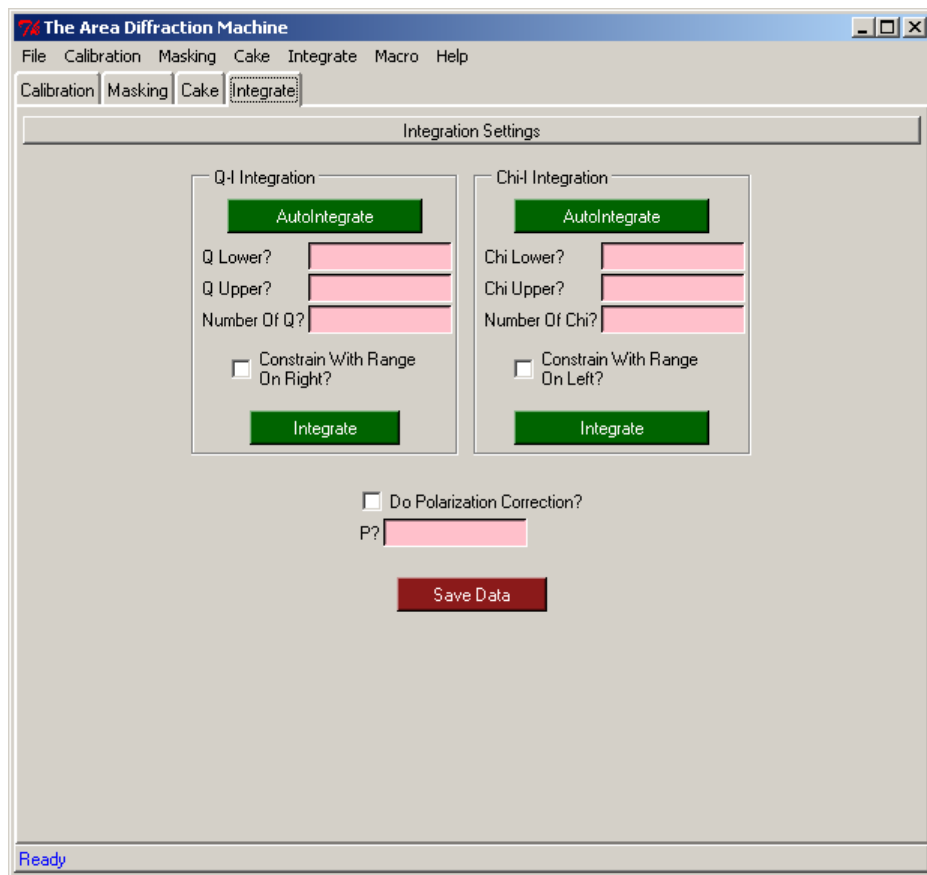 The Area Diffraction Machine
File Calibration Masking Cake Integrate Macro Help
Calibration Masking Cake Integrate
Integration Settings
Q-I Integration
AutoIntegrate
Q Lower?
Q Upper?
Number Of Q?
Constrain With Range
On Right?
Integrate
Chi-I Integration
AutoIntegrate
Chi Lower?
Chi Upper?
Number Of Chi?
Constrain With Range
On Left?
Integrate
Do Polarization Correction?
P?
Save Data
Ready